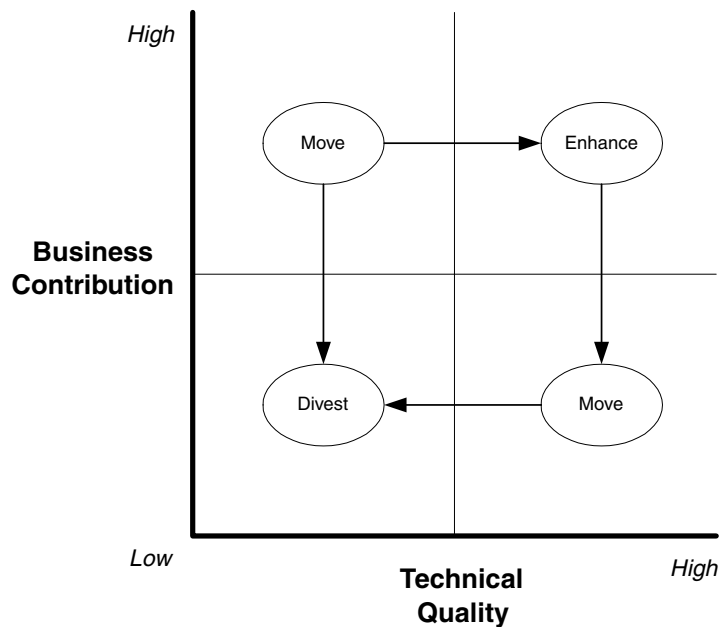 High
Move
Enhance
Business
Contribution
Divest
Move
Low
Technical
Quality
High